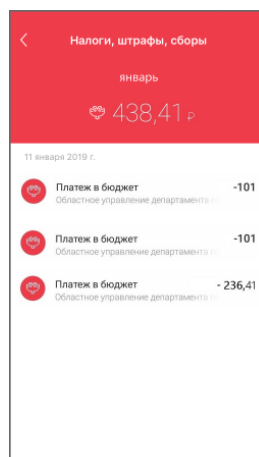 Налоги, штрафы, сборы
январь
438,41 ₽
11 января 2019 г.
Платеж в бюджет -101
Областное управление департамента
Платеж в бюджет -101
Областное управление департамента
Платеж в бюджет - 236,41
Областное управление департамента